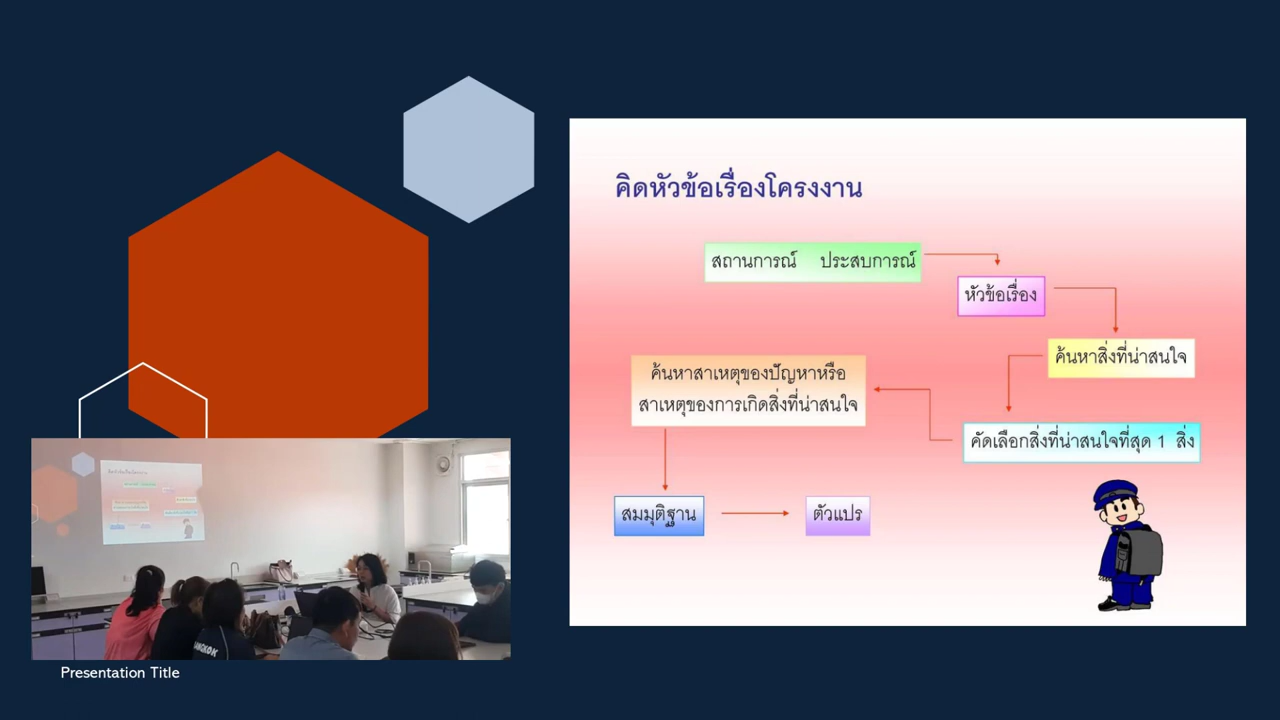 คิดหัวข้อเรื่องโครงงาน
สถานการณ์ ประสบการณ์
หัวข้อเรื่อง
ค้นหาสิ่งที่น่าสนใจ
คัดเลือกสิ่งที่น่าสนใจที่สุด 1 สิ่ง
ค้นหาสาเหตุของปัญหาหรือ
สาเหตุของการเกิดสิ่งที่น่าสนใจ
สมมุติฐาน
ตัวแปร
BANGKOK
Presentation Title